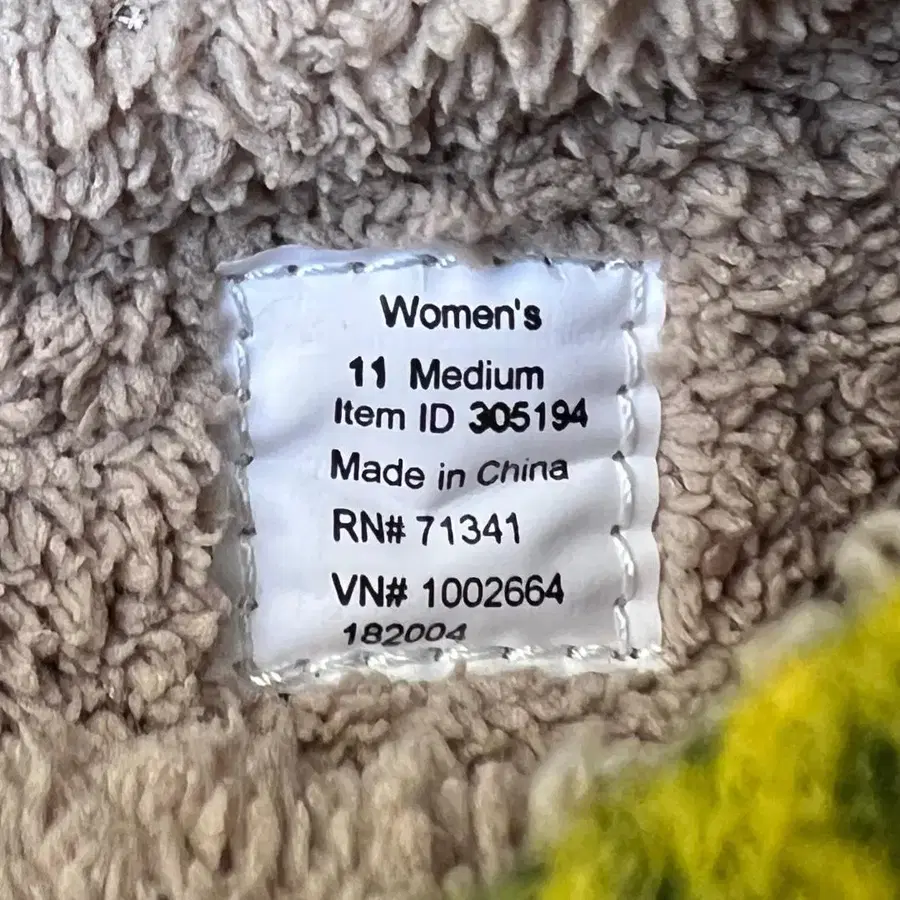 Women's
11 Medium
Item ID 305194
Made in China
RN# 71341
VN# 1002664
182004